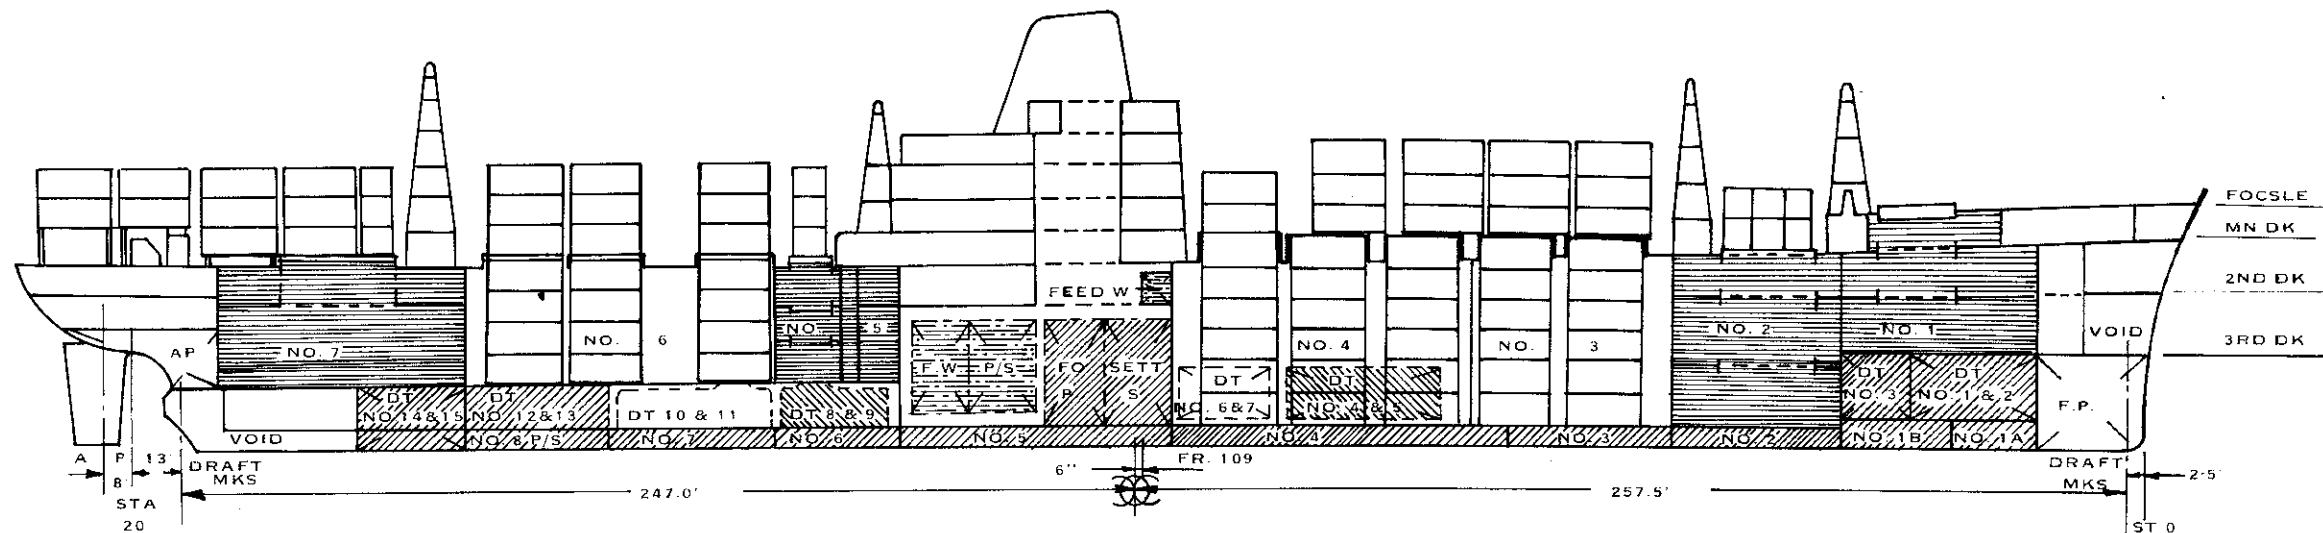 FOCSLE
MN DK
2ND DK
3RD DK
FEED W
AP
NO. 7
NO. 6
NO. 5
F.W P/S
FO SETT
P S
NO. 4
NO. 3
NO. 2
NO. 1
VOID
DT
NO. 14 & 15
DT
NO. 12 & 13
DT 10 & 11
DT 8 & 9
DT
NO. 6 & 7
DT
NO. 4 & 5
DT
NO. 3
DT
NO. 1 & 2
F.P.
VOID
NO. 8 P/S
NO. 7
NO. 6
NO. 5
NO. 4
NO. 3
NO. 2
NO. 1B
NO. 1A
A P
8'
13'
DRAFT
MKS
STA
20
6"
FR. 109
247.0'
257.5'
DRAFT
MKS
2.5'
ST 0